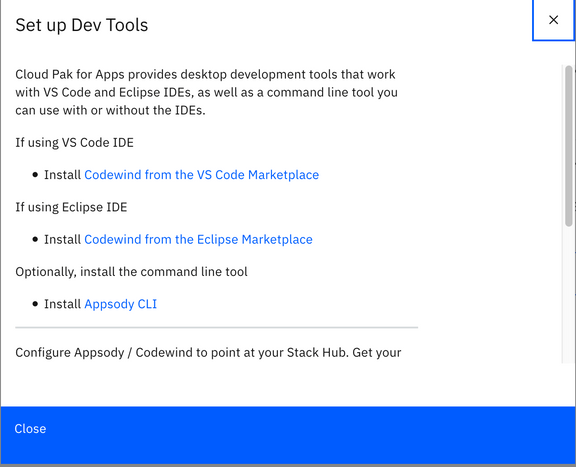 Set up Dev Tools
Cloud Pak for Apps provides desktop development tools that work
with VS Code and Eclipse IDEs, as well as a command line tool you
can use with or without the IDEs.
If using VS Code IDE
• Install Codewind from the VS Code Marketplace
If using Eclipse IDE
• Install Codewind from the Eclipse Marketplace
Optionally, install the command line tool
• Install Appsody CLI
Configure Appsody / Codewind to point at your Stack Hub. Get your
Close